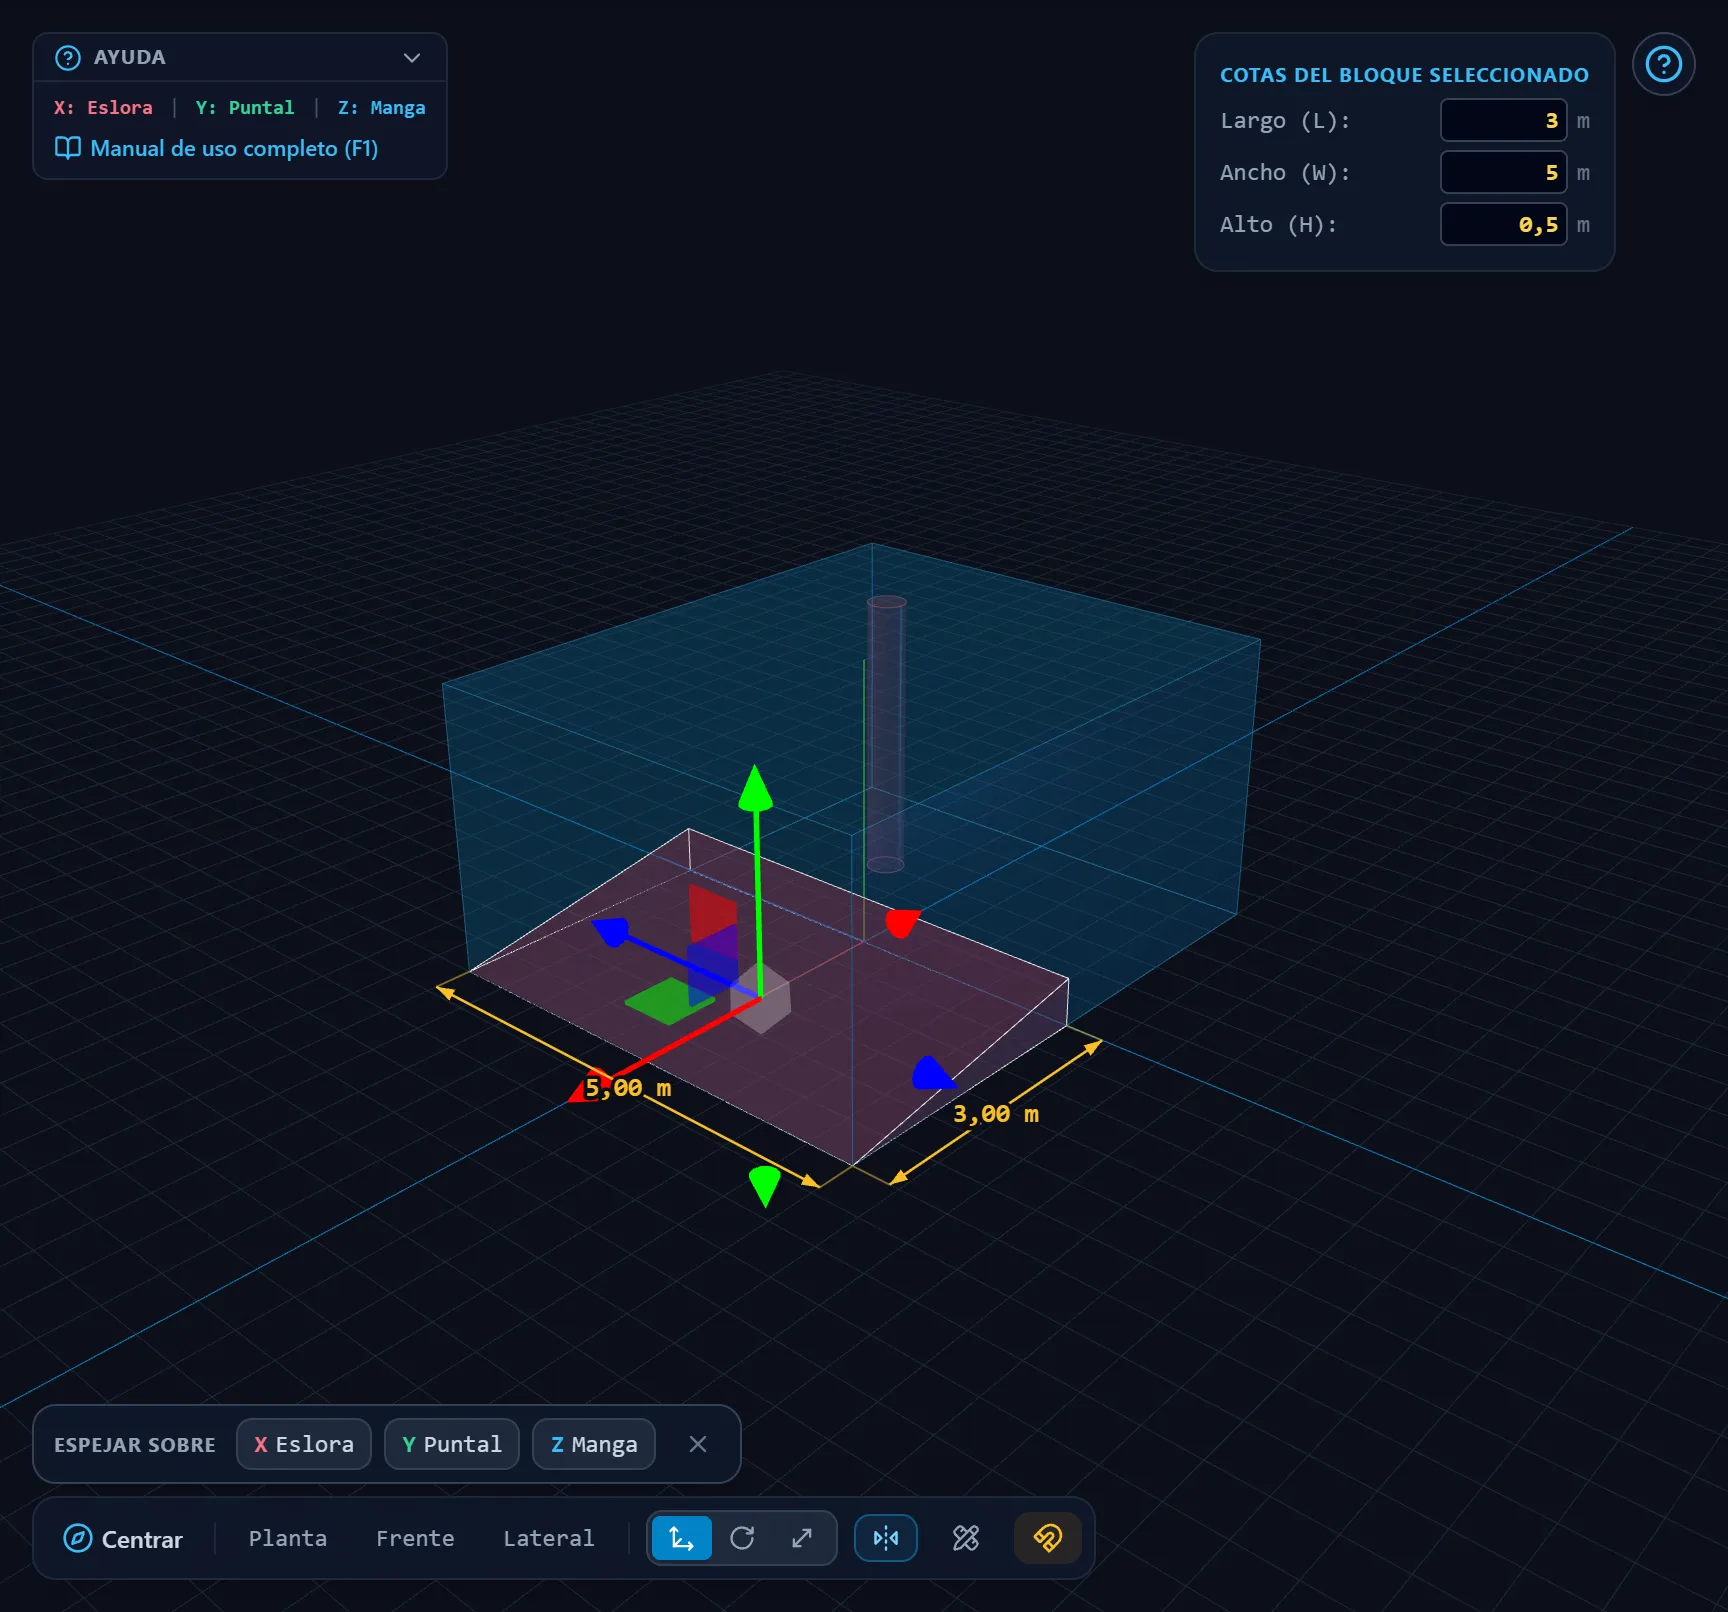 AYUDA
X: Eslora | Y: Puntal | Z: Manga
Manual de uso completo (F1)
COTAS DEL BLOQUE SELECCIONADO
Largo (L): 3 m
Ancho (W): 5 m
Alto (H): 0,5 m
5,00 m
3,00 m
ESPEJAR SOBRE X Eslora Y Puntal Z Manga
Centrar Planta Frente Lateral